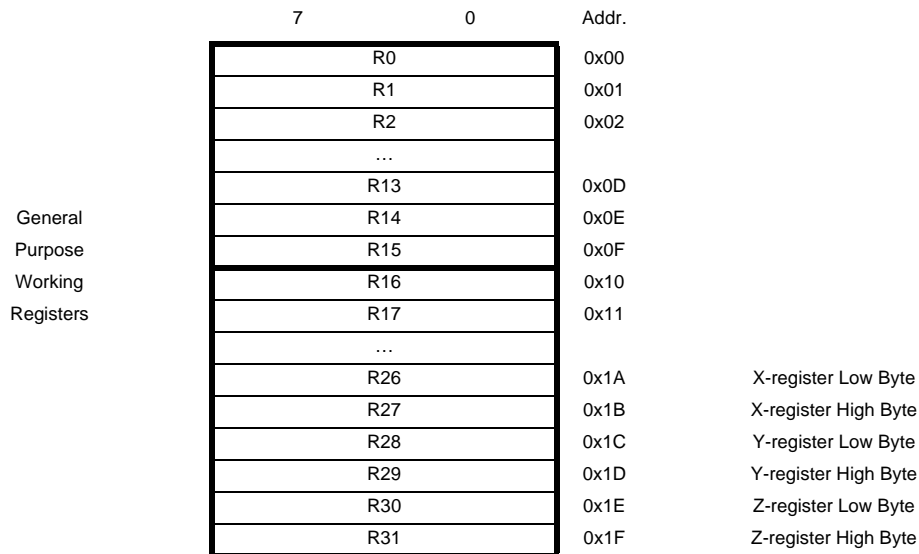 7 0 Addr.
R0 0x00
R1 0x01
R2 0x02
…
R13 0x0D
General R14 0x0E
Purpose R15 0x0F
Working R16 0x10
Registers R17 0x11
…
R26 0x1A X-register Low Byte
R27 0x1B X-register High Byte
R28 0x1C Y-register Low Byte
R29 0x1D Y-register High Byte
R30 0x1E Z-register Low Byte
R31 0x1F Z-register High Byte